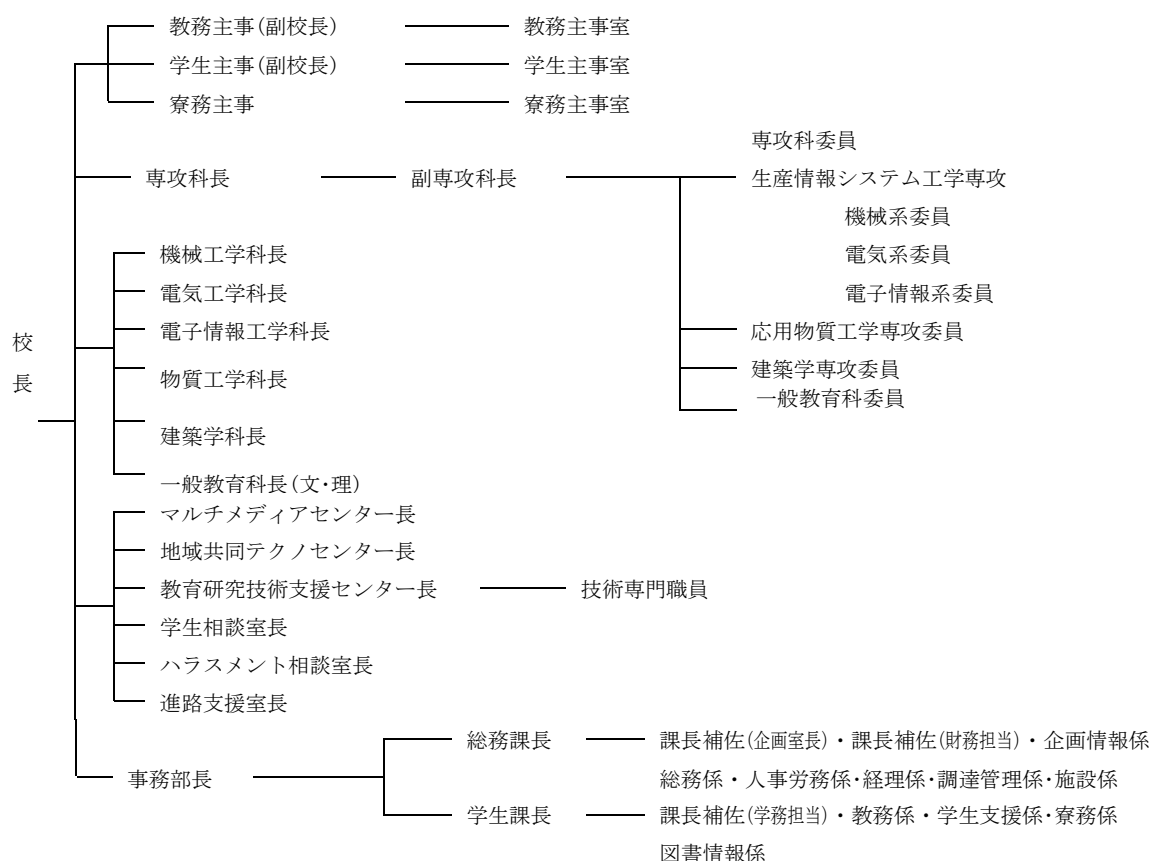 教務主事(副校長) 教務主事室
学生主事(副校長) 学生主事室
寮務主事 寮務主事室
専攻科委員
専攻科長 副専攻科長 生産情報システム工学専攻
機械系委員
機械工学科長
電気系委員
電気工学科長
電子情報系委員
電子情報工学科長
応用物質工学専攻委員
校長
物質工学科長
建築学専攻委員
一般教育科委員
建築学科長
一般教育科長(文・理)
マルチメディアセンター長
地域共同テクノセンター長
教育研究技術支援センター長 技術専門職員
学生相談室長
ハラスメント相談室長
進路支援室長
総務課長 課長補佐(企画室長)・課長補佐(財務担当)・企画情報係
事務部長 総務係・人事労務係・経理係・調達管理係・施設係
学生課長 課長補佐(学務担当)・教務係・学生支援係・寮務係
図書情報係